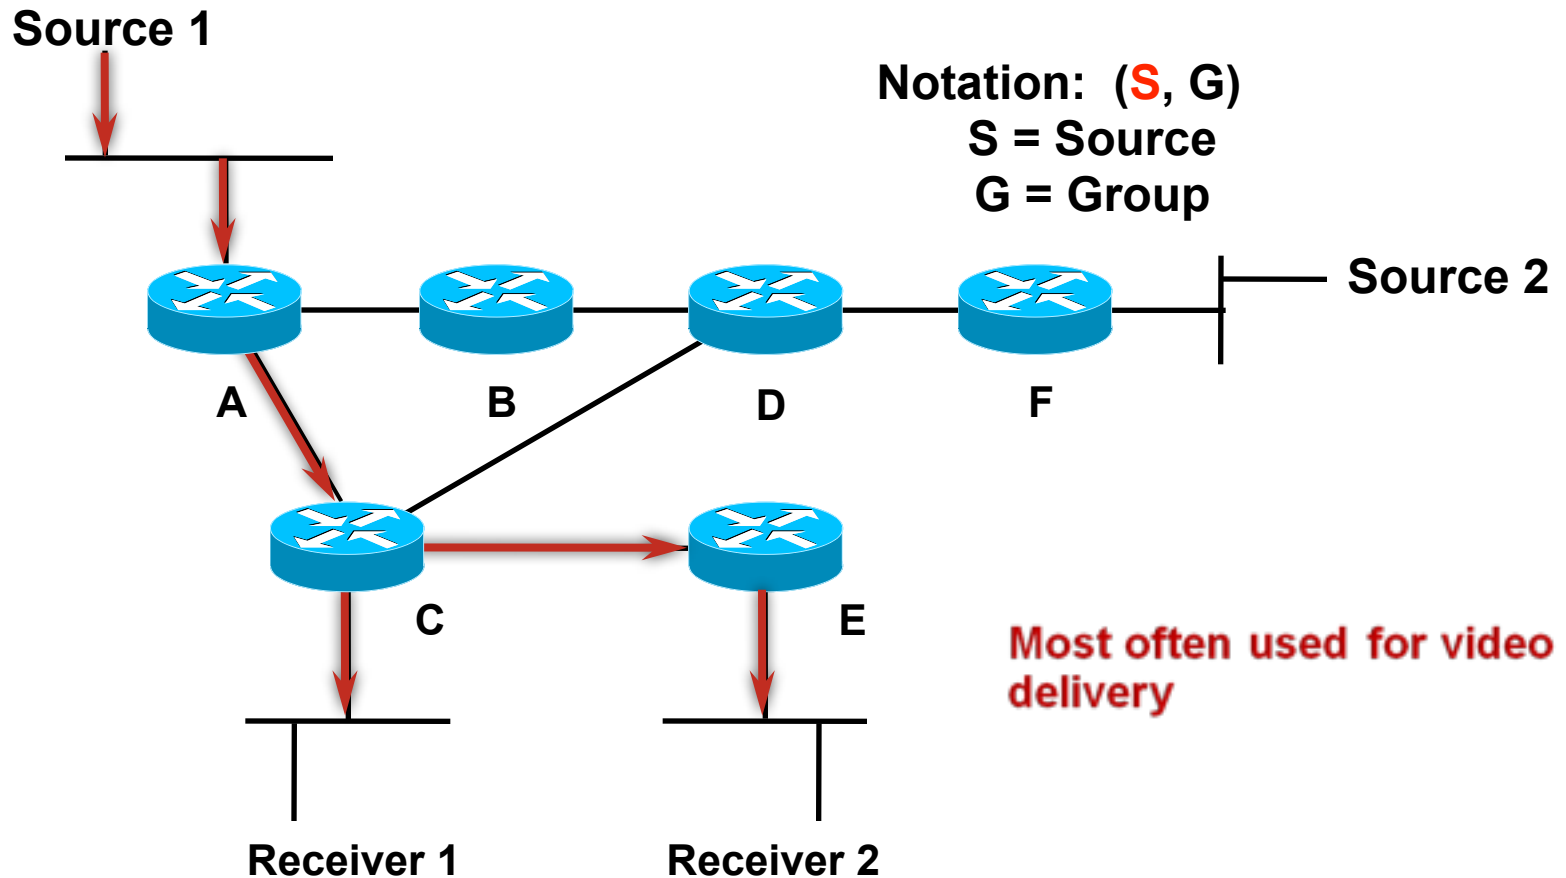 Source 1
Notation: (S, G)
S = Source
G = Group
Source 2
A
B
D
F
C
E
Most often used for video
delivery
Receiver 1
Receiver 2